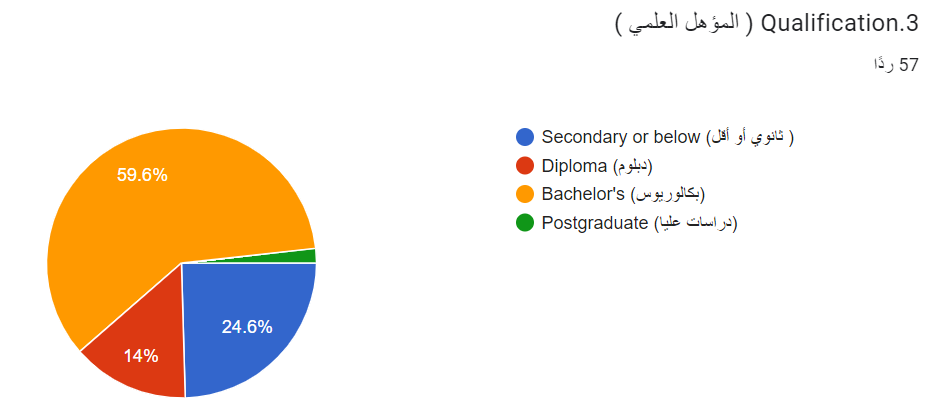 3.Qualification ( المؤهل العلمي )
57 ردًا
Secondary or below (ثانوي أو أقل )
Diploma (دبلوم)
Bachelor's (بكالوريوس)
Postgraduate (دراسات عليا)
59.6%
24.6%
14%